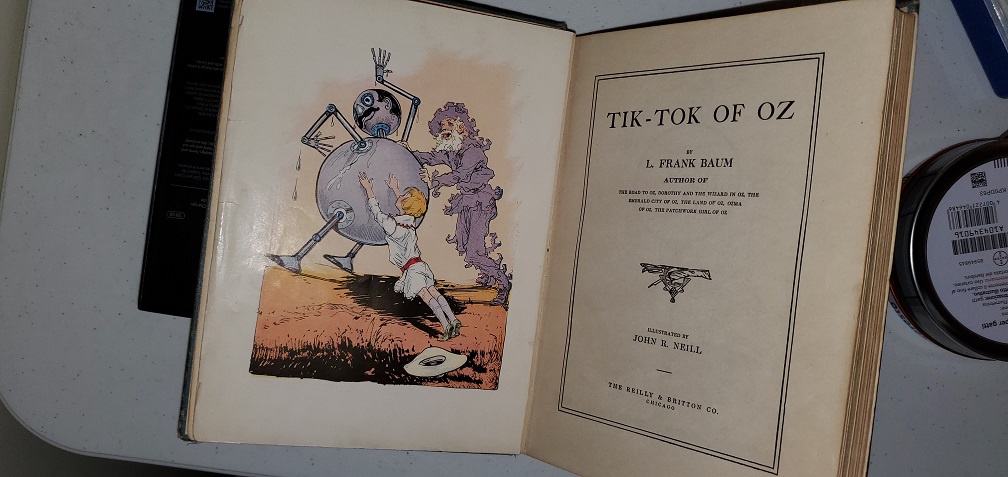 TIK-TOK OF OZ
BY
L. FRANK BAUM
AUTHOR OF
THE ROAD TO OZ, DOROTHY AND THE WIZARD IN OZ, THE
EMERALD CITY OF OZ, THE LAND OF OZ, OZMA
OF OZ, THE PATCHWORK GIRL OF OZ
ILLUSTRATED BY
JOHN R. NEILL
THE REILLY & BRITTON CO.
CHICAGO
A104349016